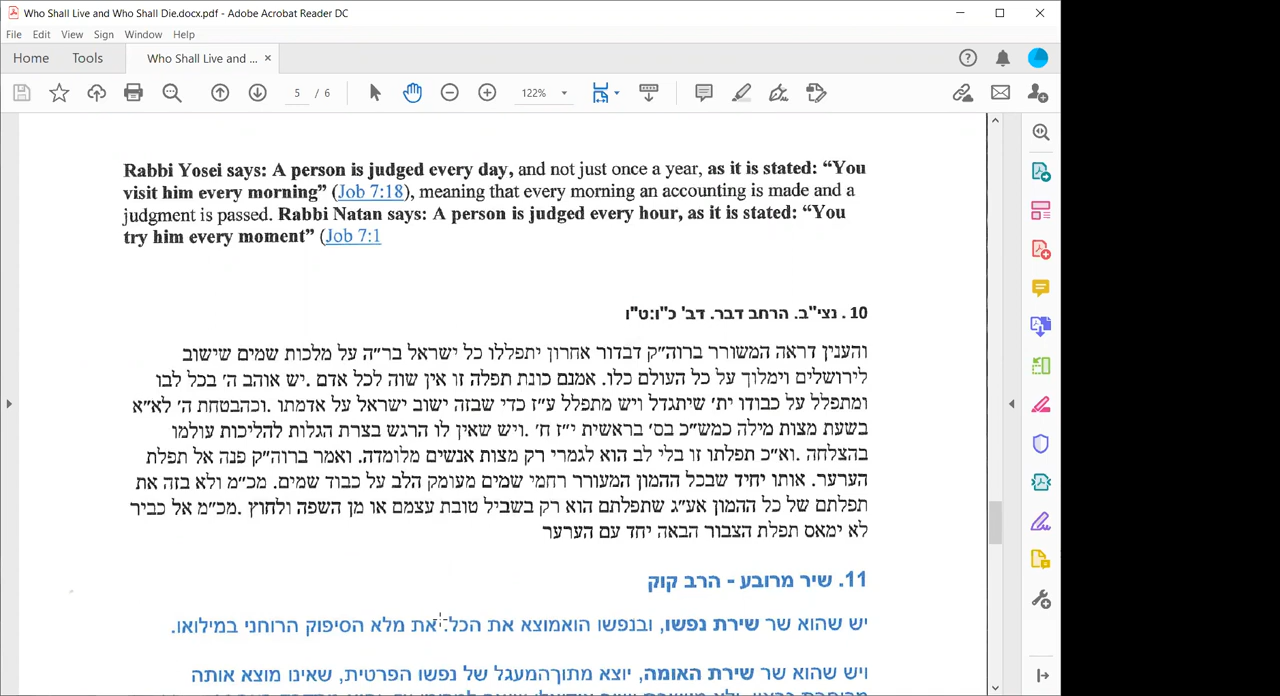 Who Shall Live and Who Shall Die.docx.pdf - Adobe Acrobat Reader DC
File Edit View Sign Window Help
Home Tools Who Shall Live and ... ×
5 / 6 122%
Rabbi Yosei says: A person is judged every day, and not just once a year, as it is stated: “You
visit him every morning” (Job 7:18), meaning that every morning an accounting is made and a
judgment is passed. Rabbi Natan says: A person is judged every hour, as it is stated: “You
try him every moment” (Job 7:1
10 . נצי"ב. הרחב דבר. דב' כ"ו:ט"ו
והענין דראה המשורר ברוה״ק דבדור אחרון יתפללו כל ישראל בר״ה על מלכות שמים שישוב
לירושלים וימלוך על כל העולם כלו. אמנם כונת תפלה זו אין שוה לכל אדם .יש אוהב ה׳ בכל לבו
ומתפלל על כבודו ית׳ שיתגדל ויש מתפלל ע״ז כדי שבזה ישוב ישראל על אדמתו .וכהבטחת ה׳ לא״א
בשעת מצות מילה כמש״כ בס׳ בראשית י״ז ח׳ .ויש שאין לו הרגש בצרת הגלות להליכות עולמו
בהצלחה .וא״כ תפלתו זו בלי לב הוא לגמרי רק מצות אנשים מלומדה. ואמר ברוה״ק פנה אל תפלת
הערער. אותו יחיד שבכל ההמון המעורר רחמי שמים מעומק הלב על כבוד שמים. מכ״מ ולא בזה את
תפלתם של כל ההמון אע״ג שתפלתם הוא רק בשביל טובת עצמם או מן השפה ולחוץ .מכ״מ אל כביר
לא ימאס תפלת הצבור הבאה יחד עם הערער
11. שיר מרובע - הרב קוק
יש שהוא שר שירת נפשו, ובנפשו הואמוצא את הכל. את מלא הסיפוק הרוחני במילואו.
ויש שהוא שר שירת האומה, יוצא מתוךהמעגל של נפשו הפרטית, שאינו מוצא אותה